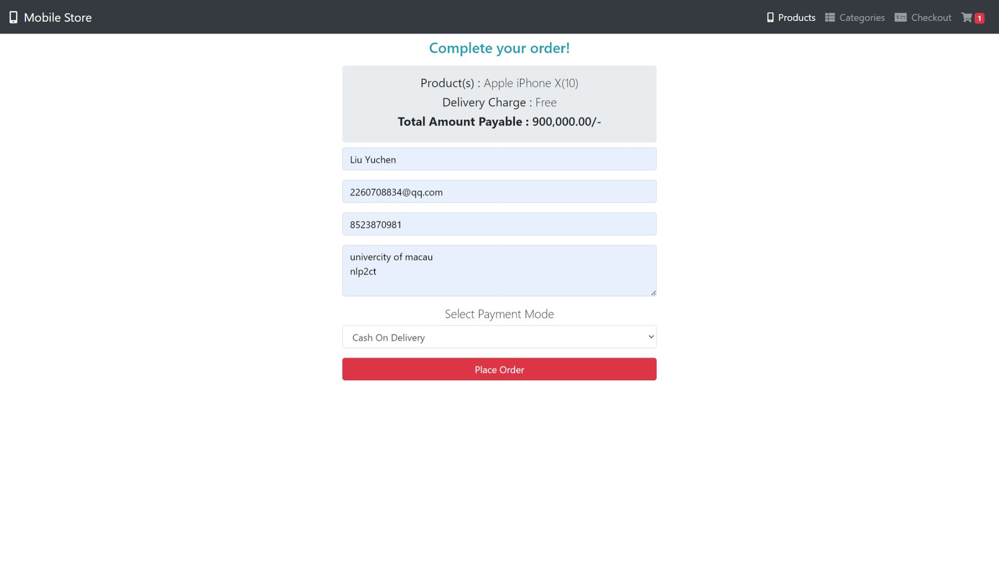 Mobile Store
Products
Categories
Checkout
1
Complete your order!
Product(s) : Apple iPhone X(10)
Delivery Charge : Free
Total Amount Payable : 900,000.00/-
Liu Yuchen
2260708834@qq.com
8523870981
univercity of macau
nlp2ct
Select Payment Mode
Cash On Delivery
Place Order